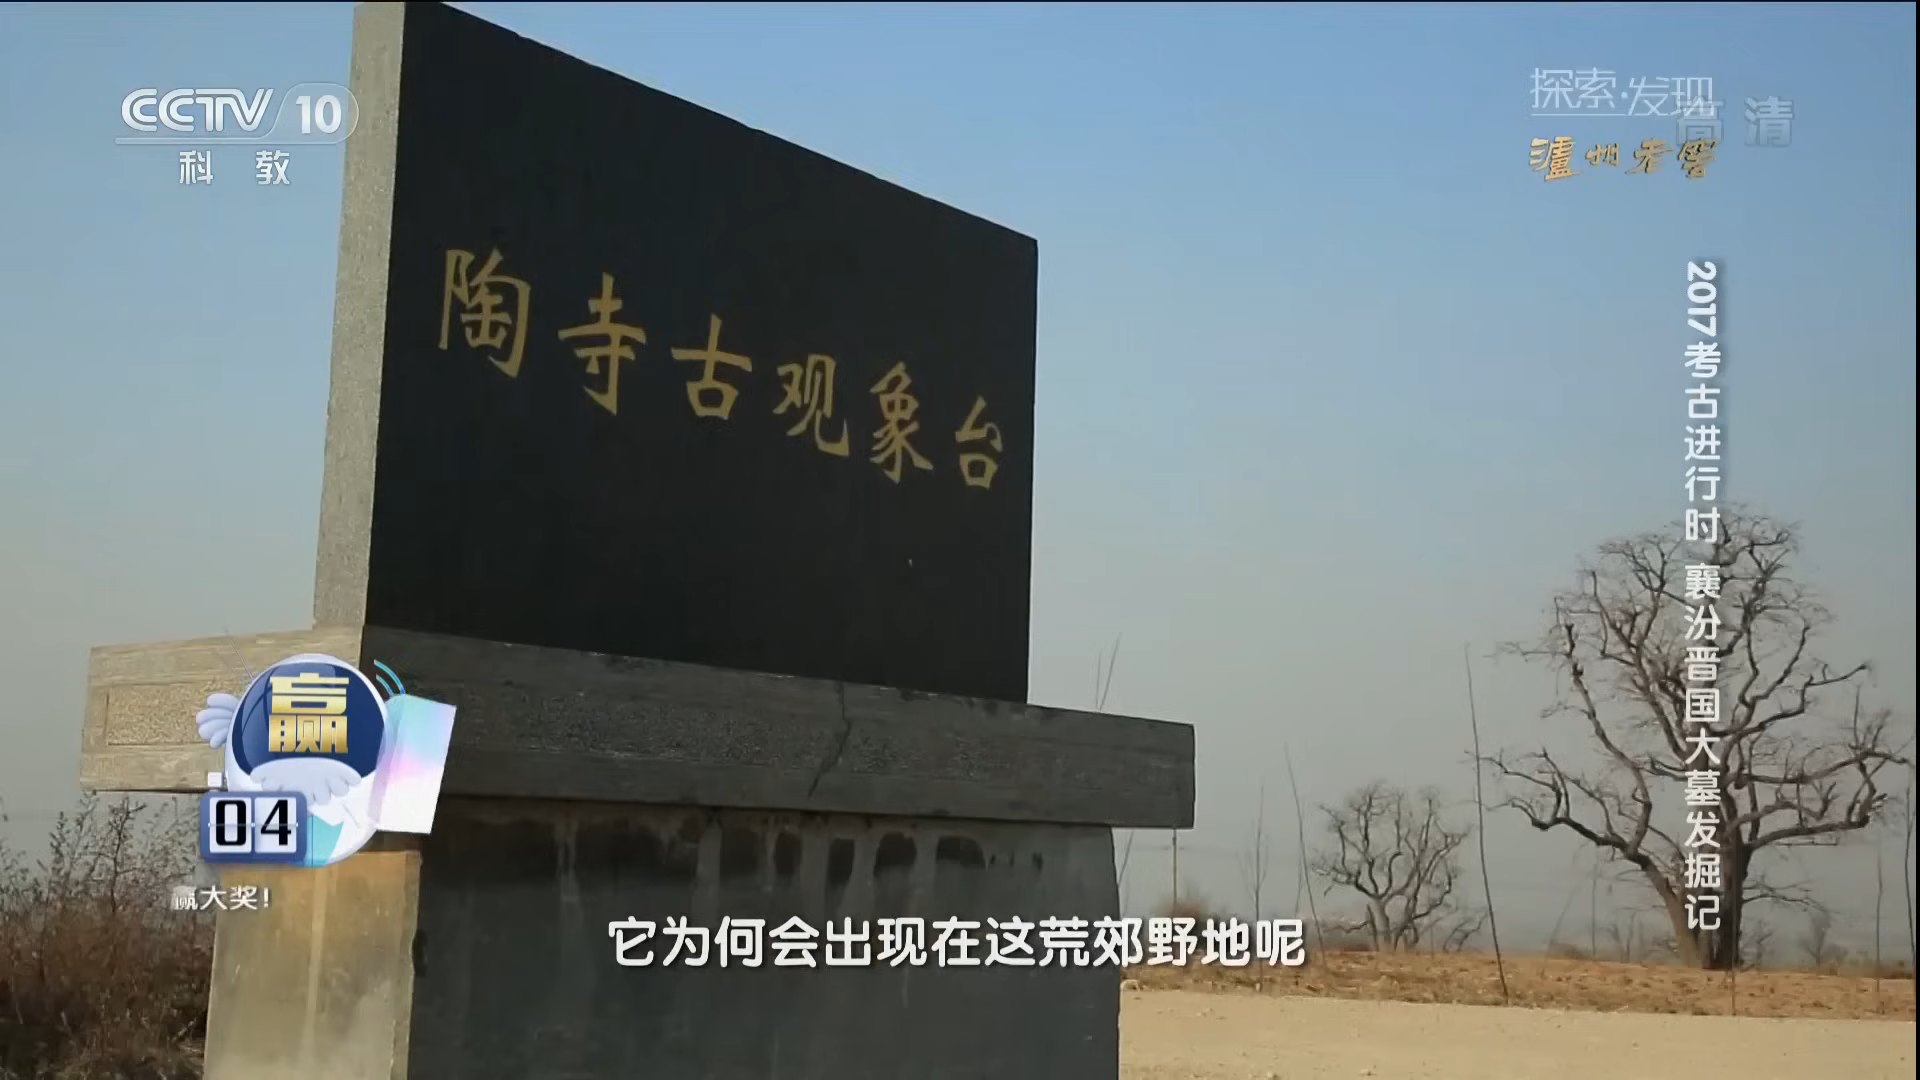 CCTV 10
科教
探索·发现
高清
泸州老窖
陶寺古观象台
2017考古进行时 襄汾晋国大墓发掘记
赢
04
赢大奖!
它为何会出现在这荒郊野地呢